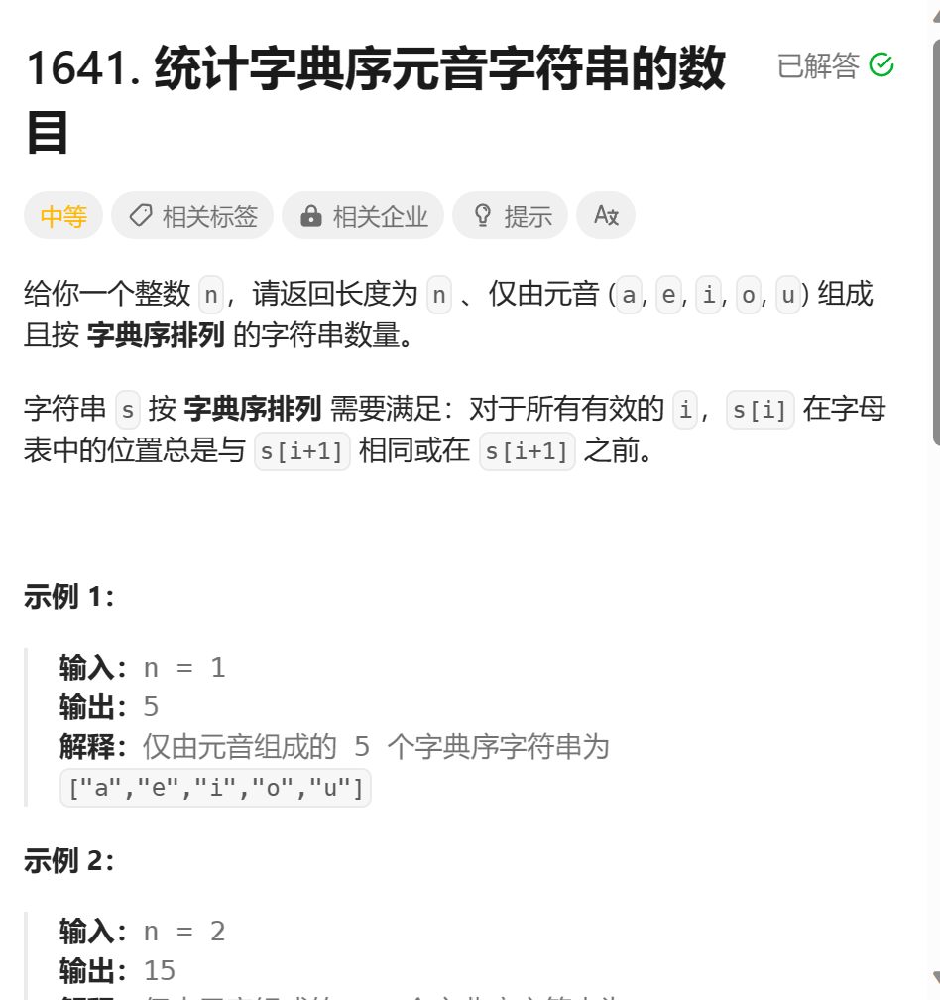 1641. 统计字典序元音字符串的数 已解答
目
中等 相关标签 相关企业 提示
给你一个整数 n，请返回长度为 n 、仅由元音 (a, e, i, o, u) 组成
且按 字典序排列 的字符串数量。
字符串 s 按 字典序排列 需要满足：对于所有有效的 i，s[i] 在字母
表中的位置总是与 s[i+1] 相同或在 s[i+1] 之前。
示例 1：
输入：n = 1
输出：5
解释：仅由元音组成的 5 个字典序字符串为
["a","e","i","o","u"]
示例 2：
输入：n = 2
输出：15